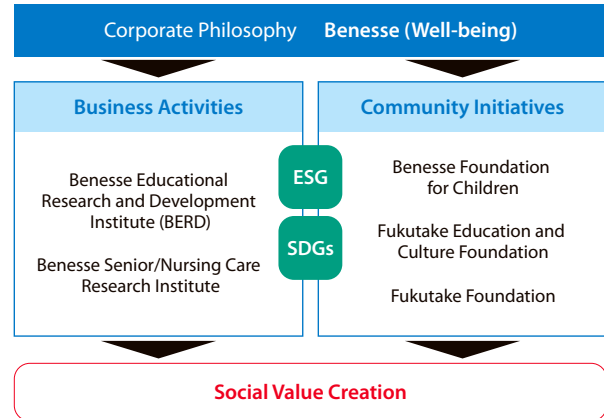 Corporate Philosophy Benesse (Well-being)
Business Activities
Benesse Educational
Research and Development
Institute (BERD)
Benesse Senior/Nursing Care
Research Institute
ESG
SDGs
Community Initiatives
Benesse Foundation
for Children
Fukutake Education and
Culture Foundation
Fukutake Foundation
Social Value Creation